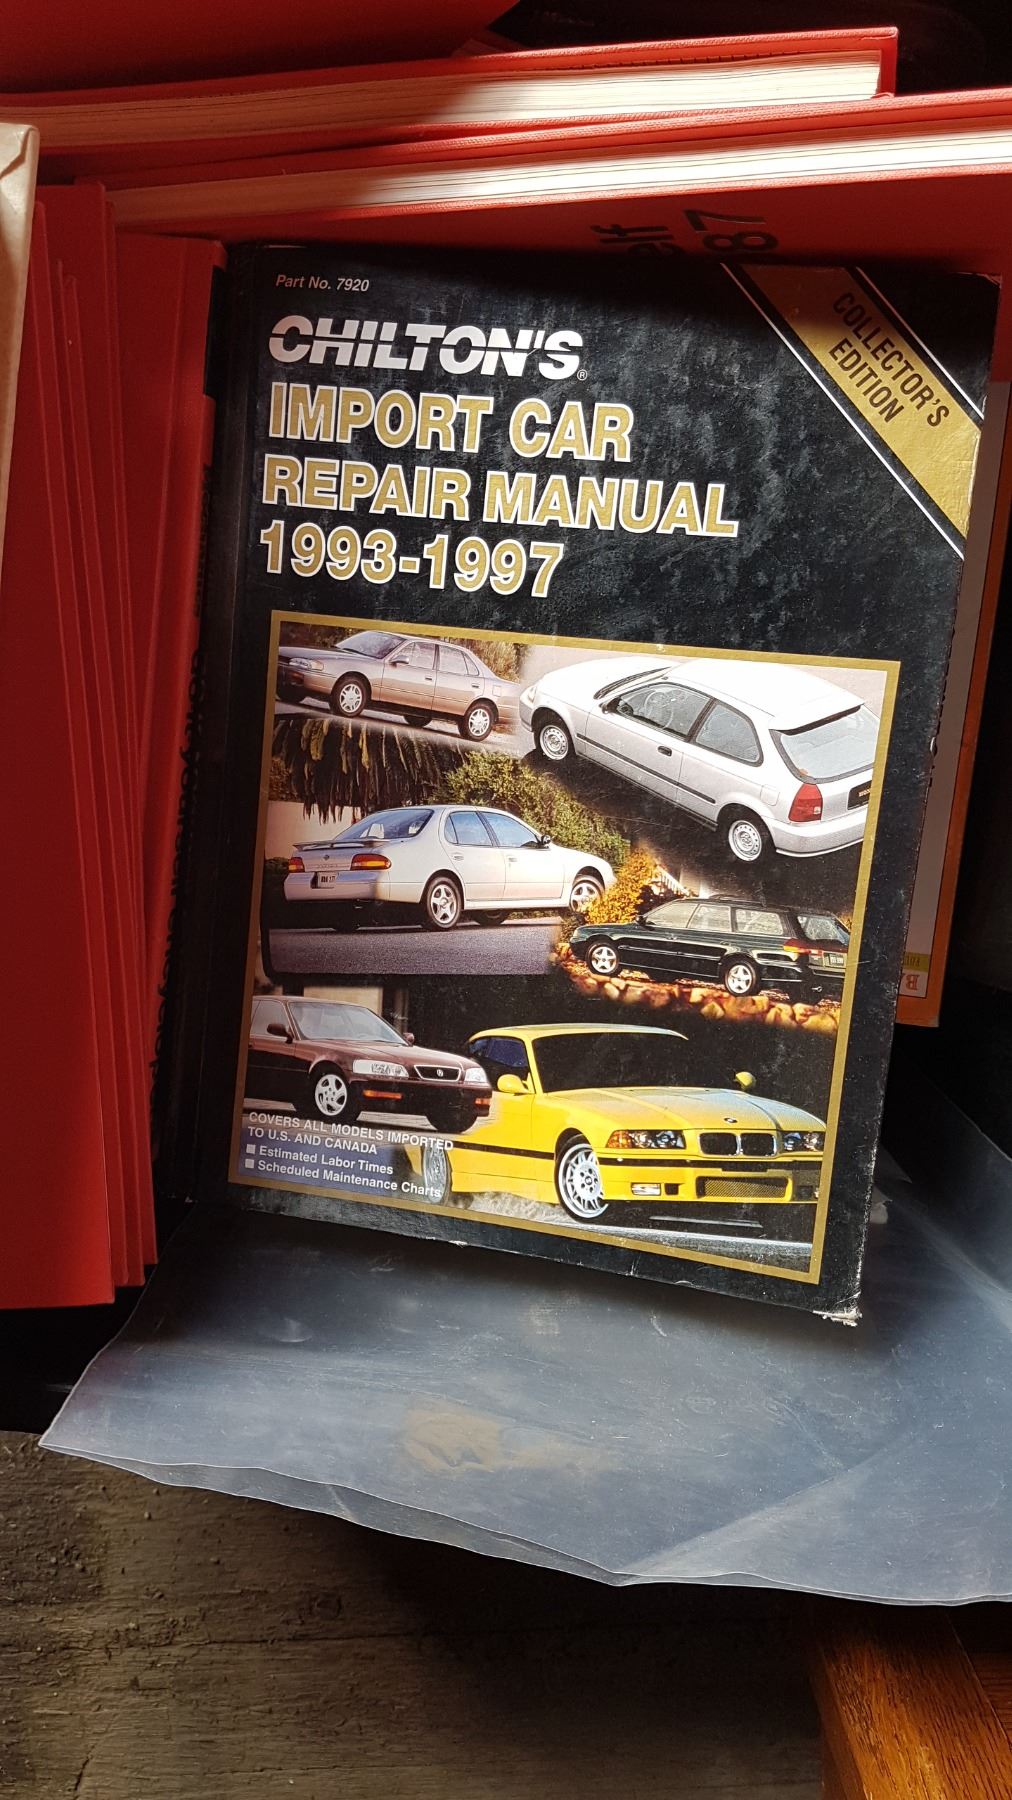 Part No. 7920
CHILTON'S®
IMPORT CAR
REPAIR MANUAL
1993-1997
COLLECTOR'S
EDITION
COVERS ALL MODELS IMPORTED
TO U.S. AND CANADA
■ Estimated Labor Times
■ Scheduled Maintenance Charts
87